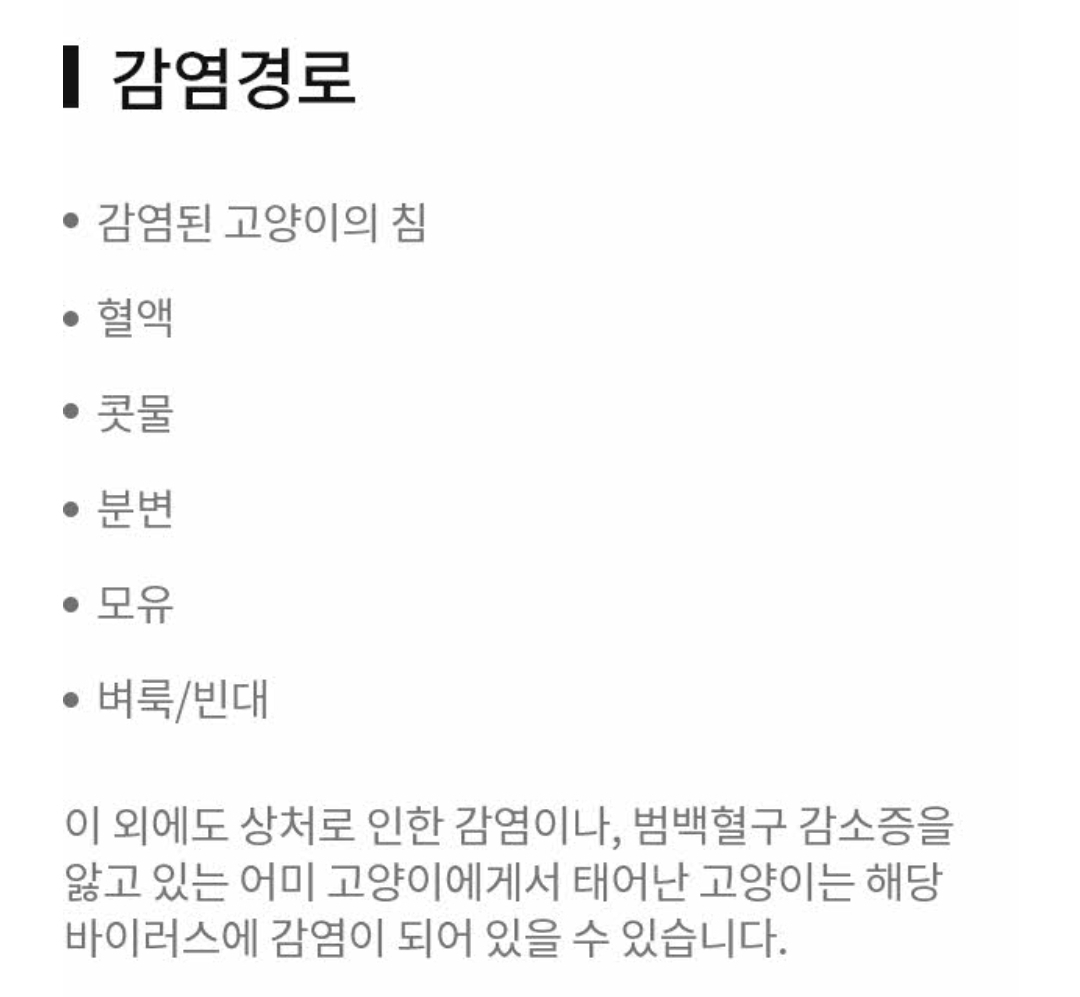 감염경로
• 감염된 고양이의 침
• 혈액
• 콧물
• 분변
• 모유
• 벼룩/빈대
이 외에도 상처로 인한 감염이나, 범백혈구 감소증을
앓고 있는 어미 고양이에게서 태어난 고양이는 해당
바이러스에 감염이 되어 있을 수 있습니다.